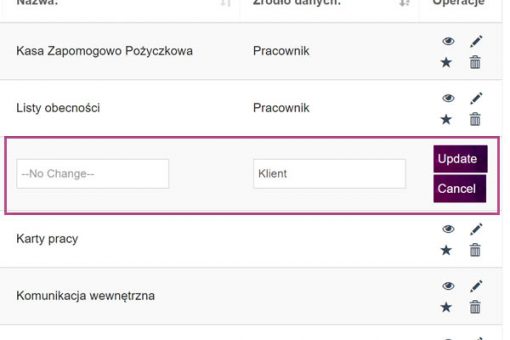 Nazwa: Źródło danych: Operacje
Kasa Zapomogowo Pożyczkowa Pracownik
Listy obecności Pracownik
--No Change-- Klient Update
Cancel
Karty pracy
Komunikacja wewnętrzna